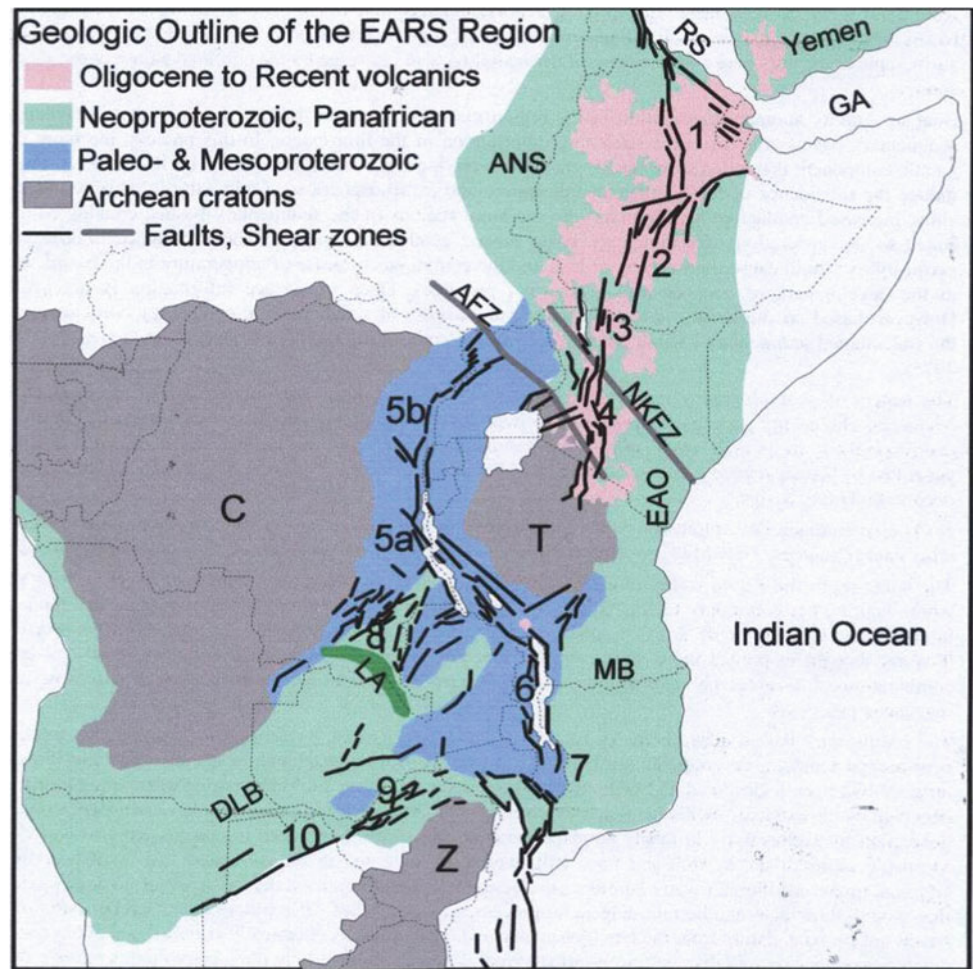 Geologic Outline of the EARS Region
Oligocene to Recent volcanics
Neoprpoterozoic, Panafrican
Paleo- & Mesoproterozoic
Archean cratons
Faults, Shear zones
RS
Yemen
GA
1
ANS
2
AFZ
3
NKFZ
5b
4
EAO
C
T
5a
Indian Ocean
8
LA
MB
6
7
DLB
9
10
Z